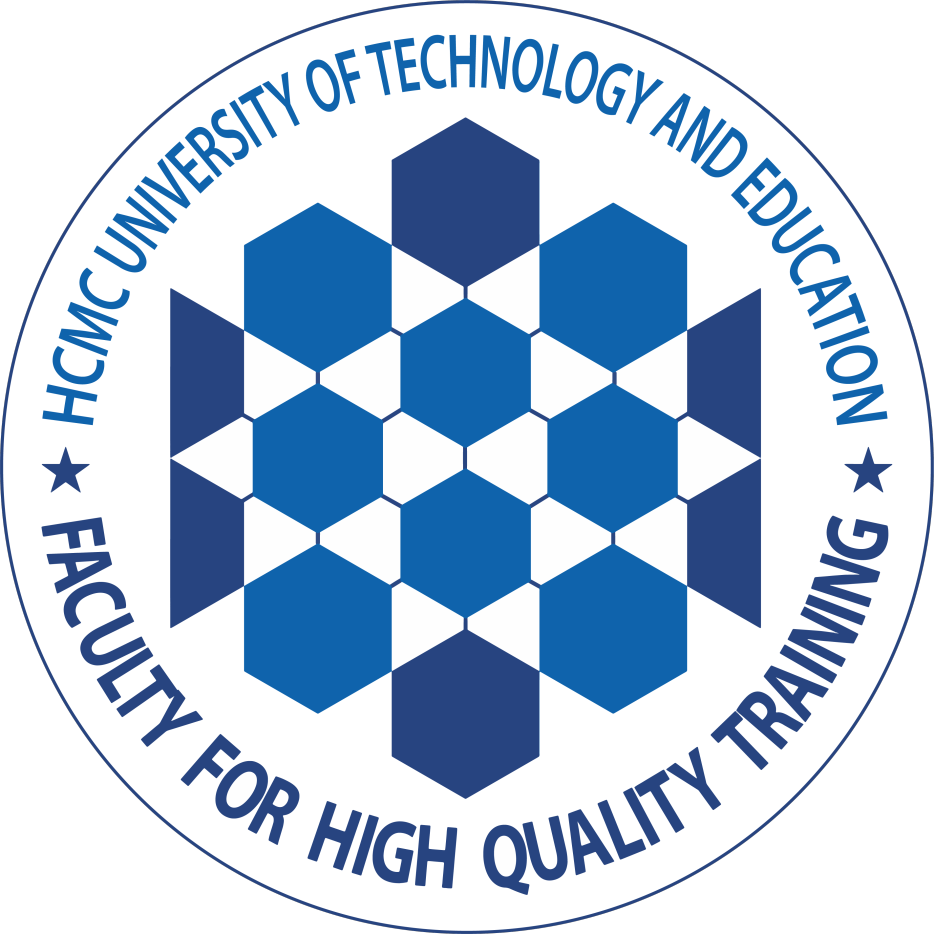 HCMC UNIVERSITY OF TECHNOLOGY AND EDUCATION
FACULTY FOR HIGH QUALITY TRAINING